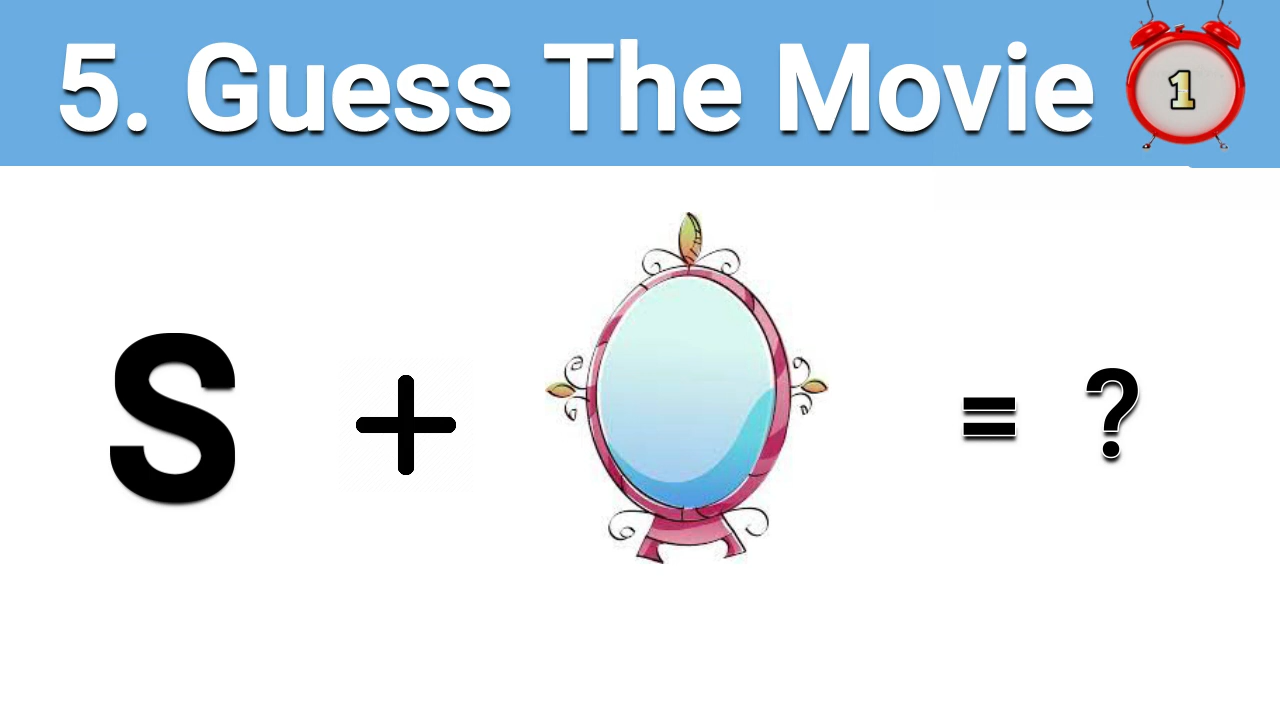 5. Guess The Movie 1
S + = ?